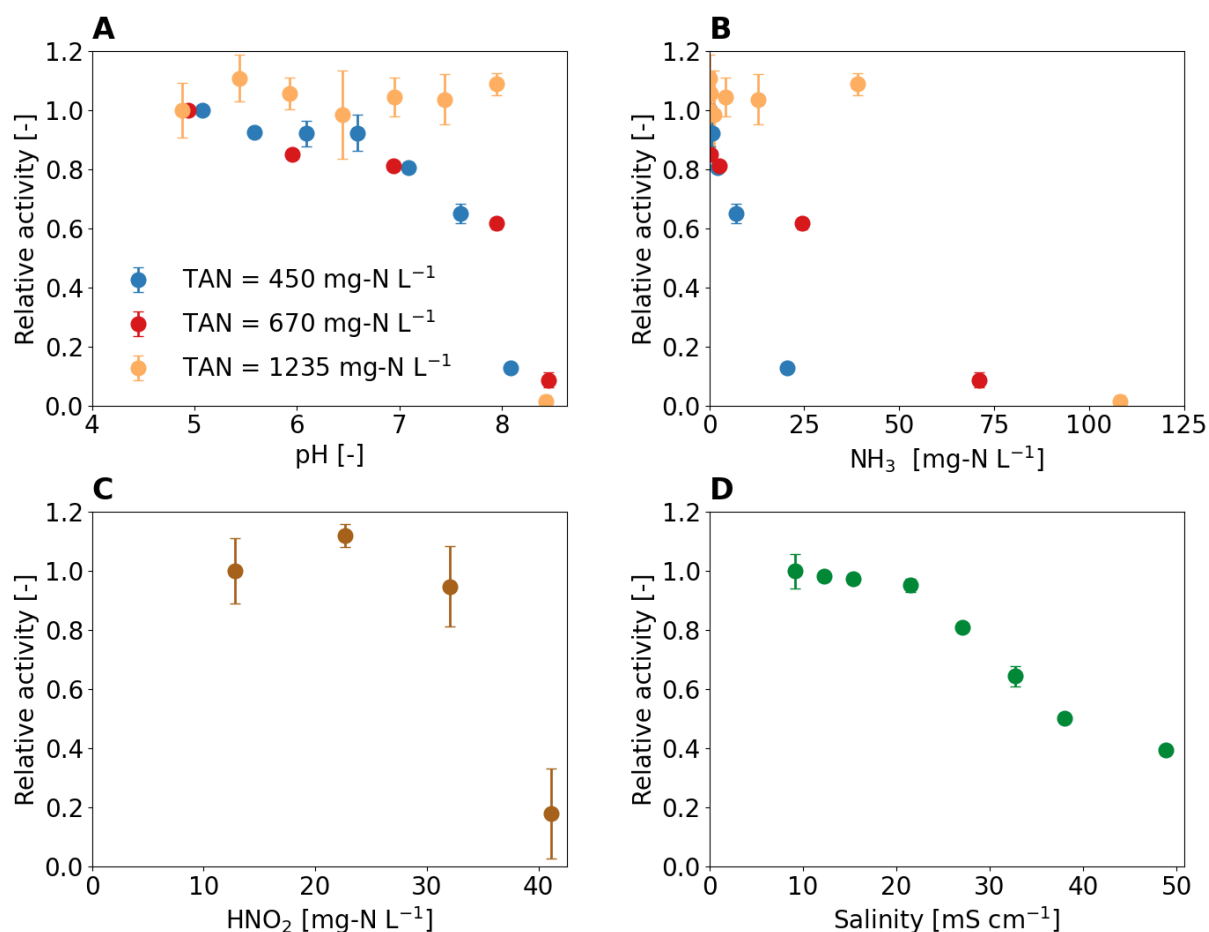 A
Relative activity [-]
1.2
1.0
0.8
0.6
0.4
0.2
0.0
TAN = 450 mg-N L⁻¹
TAN = 670 mg-N L⁻¹
TAN = 1235 mg-N L⁻¹
4 5 6 7 8
pH [-]
B
Relative activity [-]
1.2
1.0
0.8
0.6
0.4
0.2
0.0
0 25 50 75 100 125
NH₃ [mg-N L⁻¹]
C
Relative activity [-]
1.2
1.0
0.8
0.6
0.4
0.2
0.0
0 10 20 30 40
HNO₂ [mg-N L⁻¹]
D
Relative activity [-]
1.2
1.0
0.8
0.6
0.4
0.2
0.0
0 10 20 30 40 50
Salinity [mS cm⁻¹]